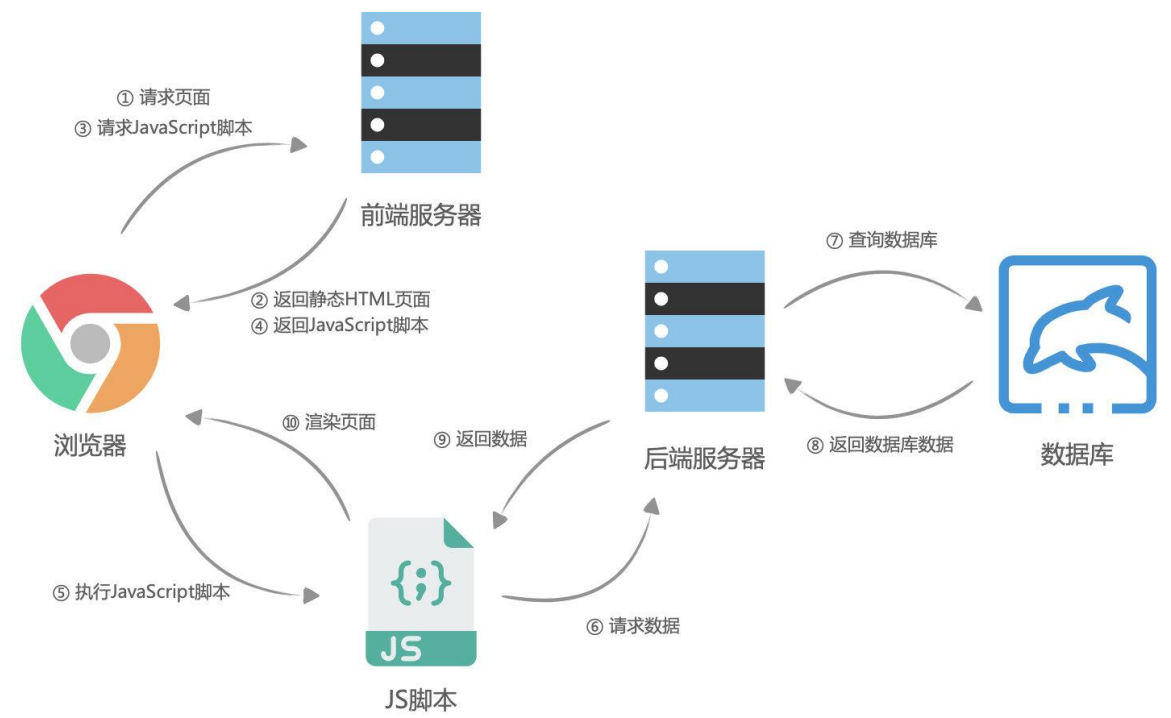 ① 请求页面
③ 请求JavaScript脚本
前端服务器
② 返回静态HTML页面
④ 返回JavaScript脚本
⑦ 查询数据库
浏览器
⑩ 渲染页面
⑨ 返回数据
后端服务器
⑧ 返回数据库数据
数据库
⑤ 执行JavaScript脚本
{;}
JS
⑥ 请求数据
JS脚本